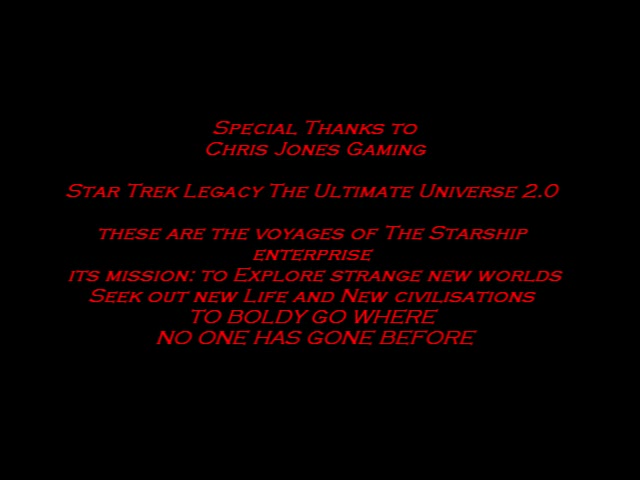 Special Thanks to
Chris Jones Gaming
Star Trek Legacy The Ultimate Universe 2.0
these are the voyages of The Starship
enterprise
its mission: to Explore strange new worlds
Seek out new Life and New civilisations
TO BOLDY GO WHERE
NO ONE HAS GONE BEFORE